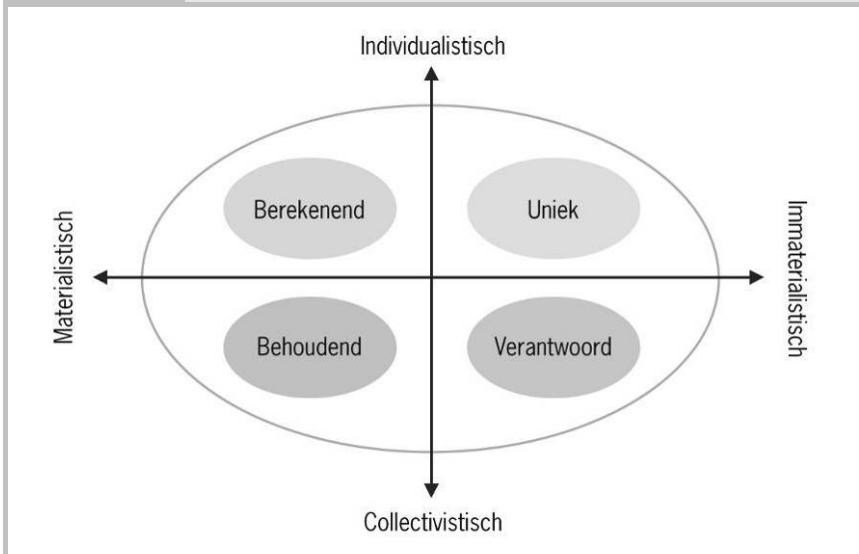 Individualistisch
Berekenend
Uniek
Materialistisch
Immaterialistisch
Behoudend
Verantwoord
Collectivistisch